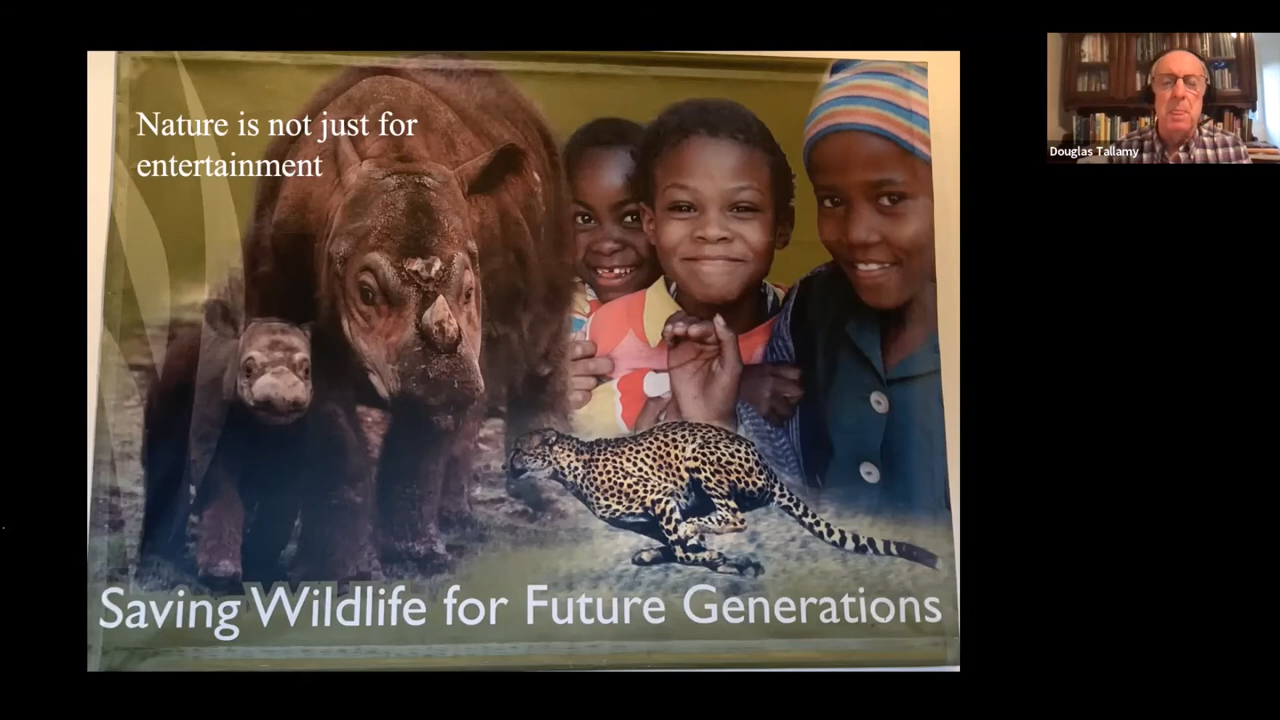 Nature is not just for
entertainment
Saving Wildlife for Future Generations
Douglas Tallamy